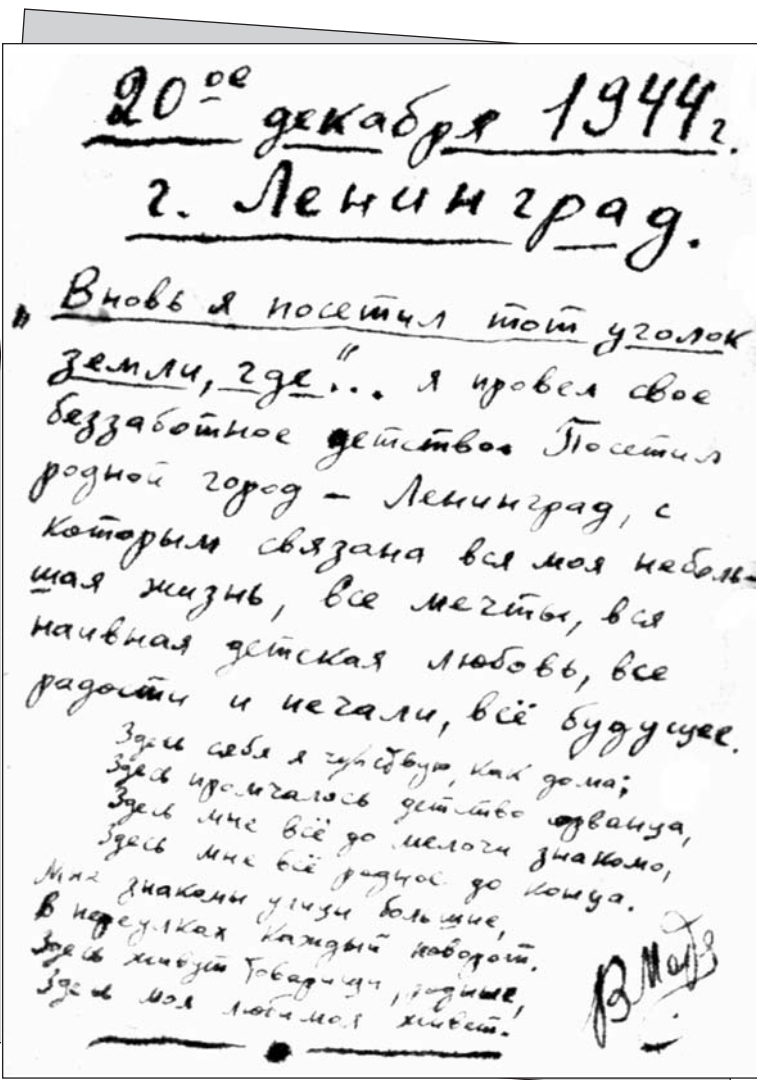 20ое декабря 1944г.
г. Ленинград.
„Вновь я посетил тот уголок
земли, где"... я провел свое
беззаботное детство. Посетил
родной город – Ленинград, с
которым связана вся моя неболь-
шая жизнь, все мечты, вся
наивная детская любовь, все
радости и печали, всё будущее.
Здесь себя я чувствую, как дома;
Здесь промчалось детство сорванца,
Здесь мне всё до мелочи знакомо,
Здесь мне всё родное до конца.
Мне знакомы улицы большие,
В переулках каждый поворот.
Здесь живут товарищи, родные,
Здесь моя любимая живет.